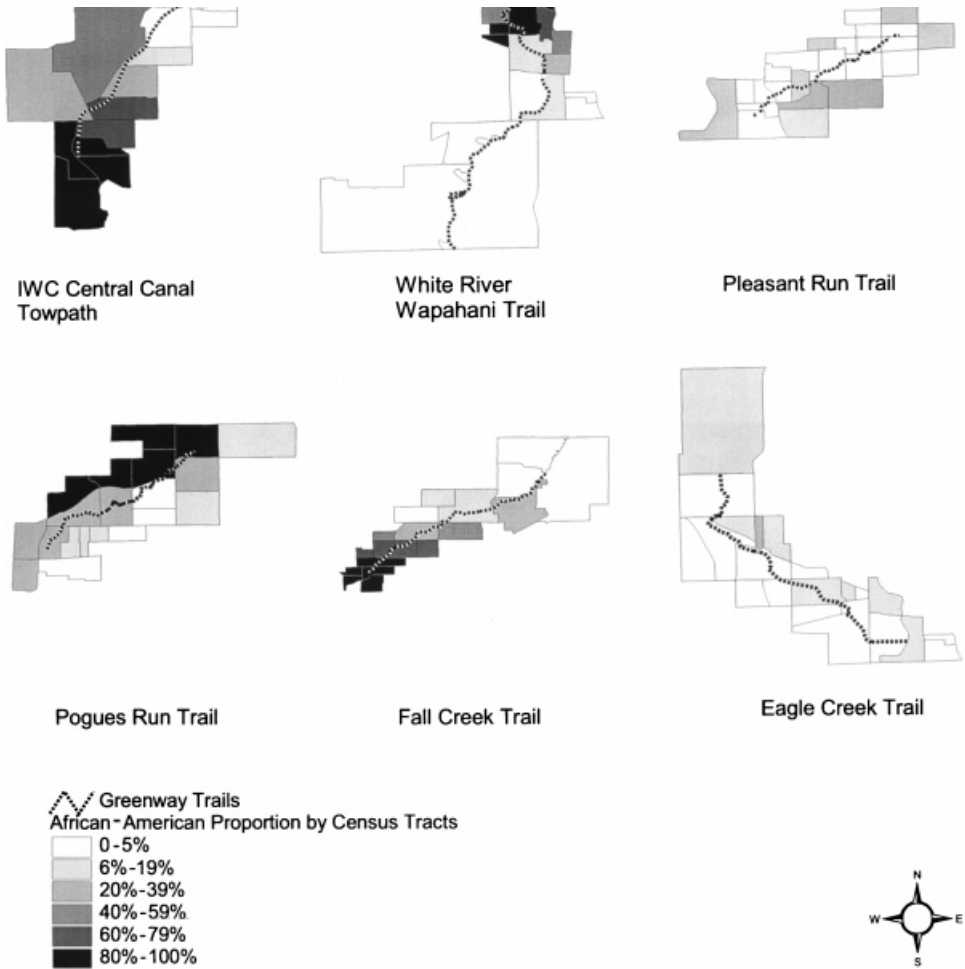 IWC Central Canal
Towpath
White River
Wapahani Trail
Pleasant Run Trail
Pogues Run Trail
Fall Creek Trail
Eagle Creek Trail
Greenway Trails
African-American Proportion by Census Tracts
0-5%
6%-19%
20%-39%
40%-59%
60%-79%
80%-100%
N
W E
S